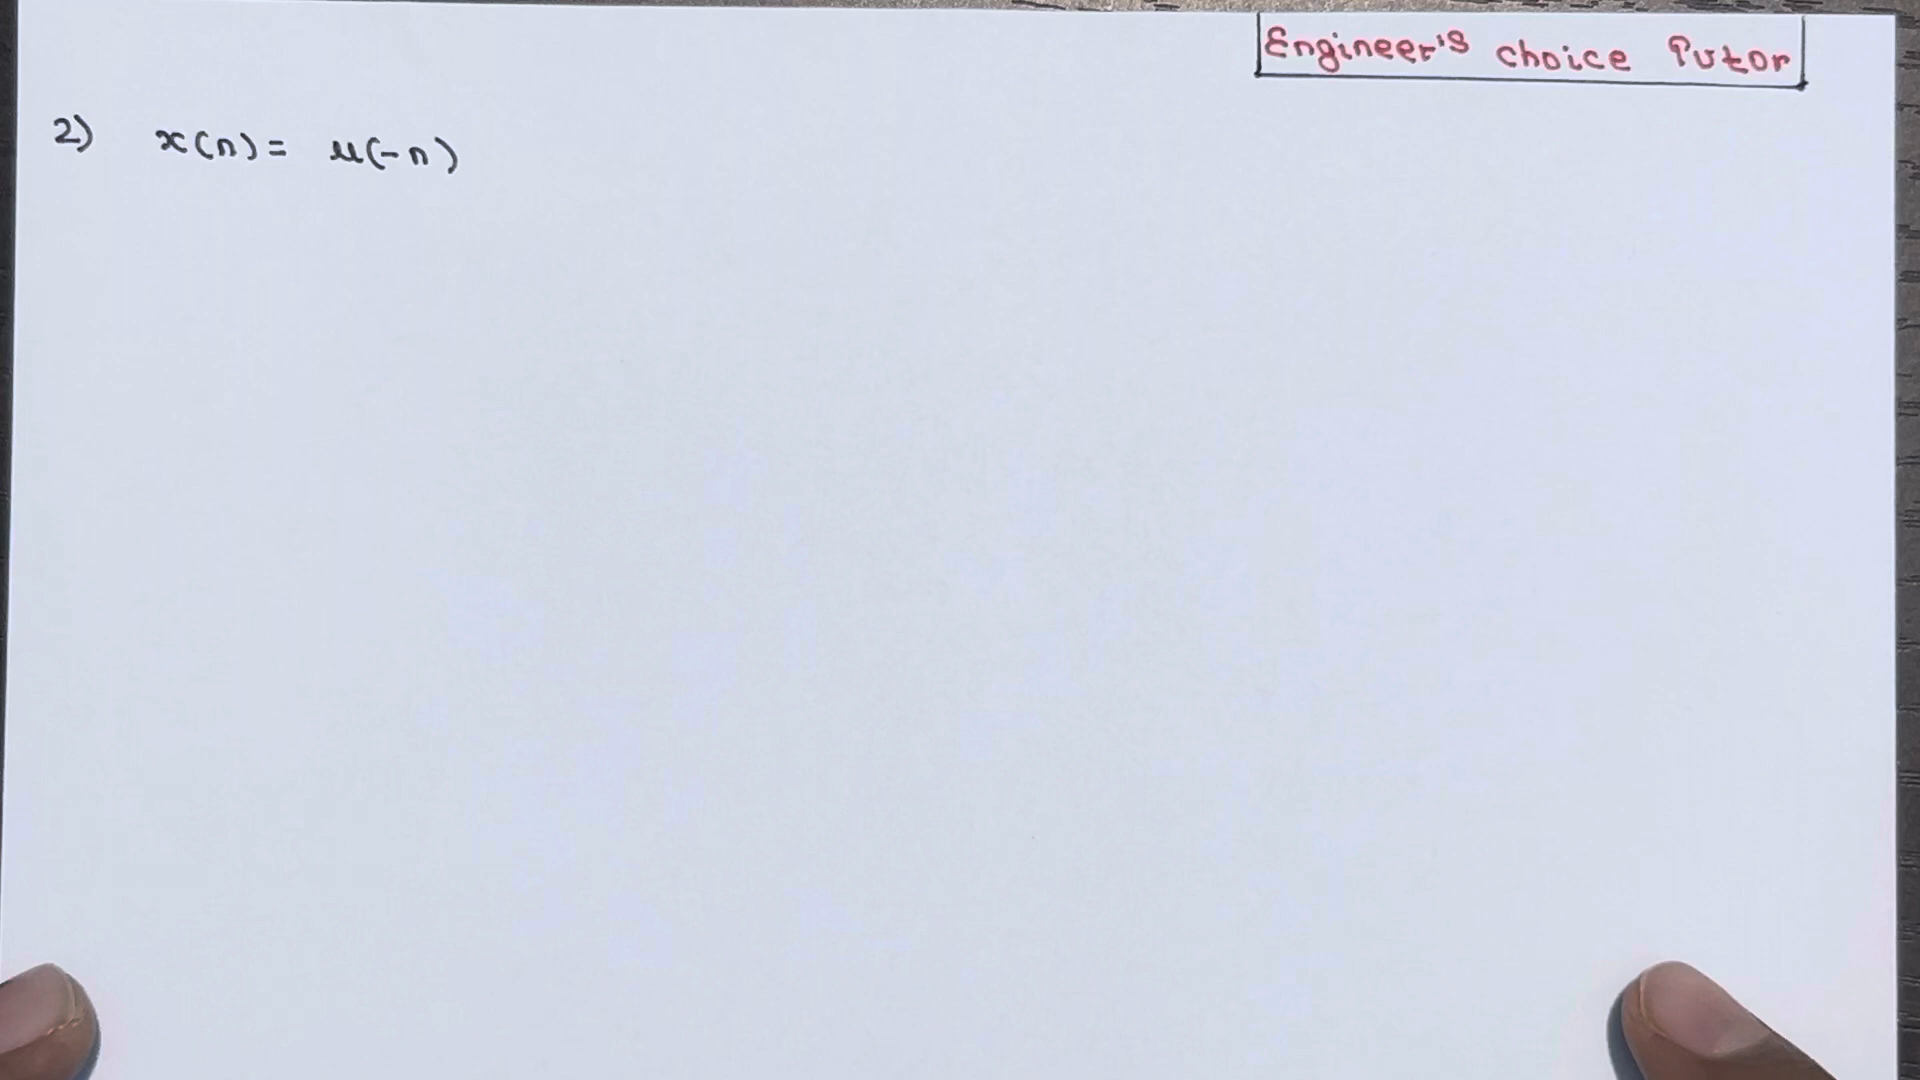 Engineer's choice Tutor
2) x(n) = u(-n)